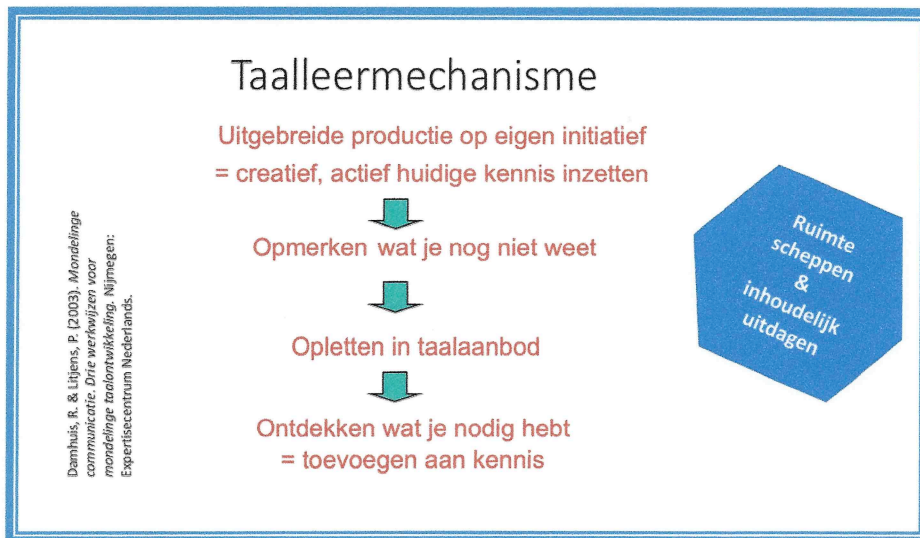 Taalleermechanisme
Uitgebreide productie op eigen initiatief
= creatief, actief huidige kennis inzetten
Opmerken wat je nog niet weet
Opletten in taalaanbod
Ontdekken wat je nodig hebt
= toevoegen aan kennis
Ruimte
scheppen
&
inhoudelijk
uitdagen
Damhuis, R. & Litjens, P. (2003). Mondelinge
communicatie. Drie werkwijzen voor
mondelinge taalontwikkeling. Nijmegen:
Expertisecentrum Nederlands.